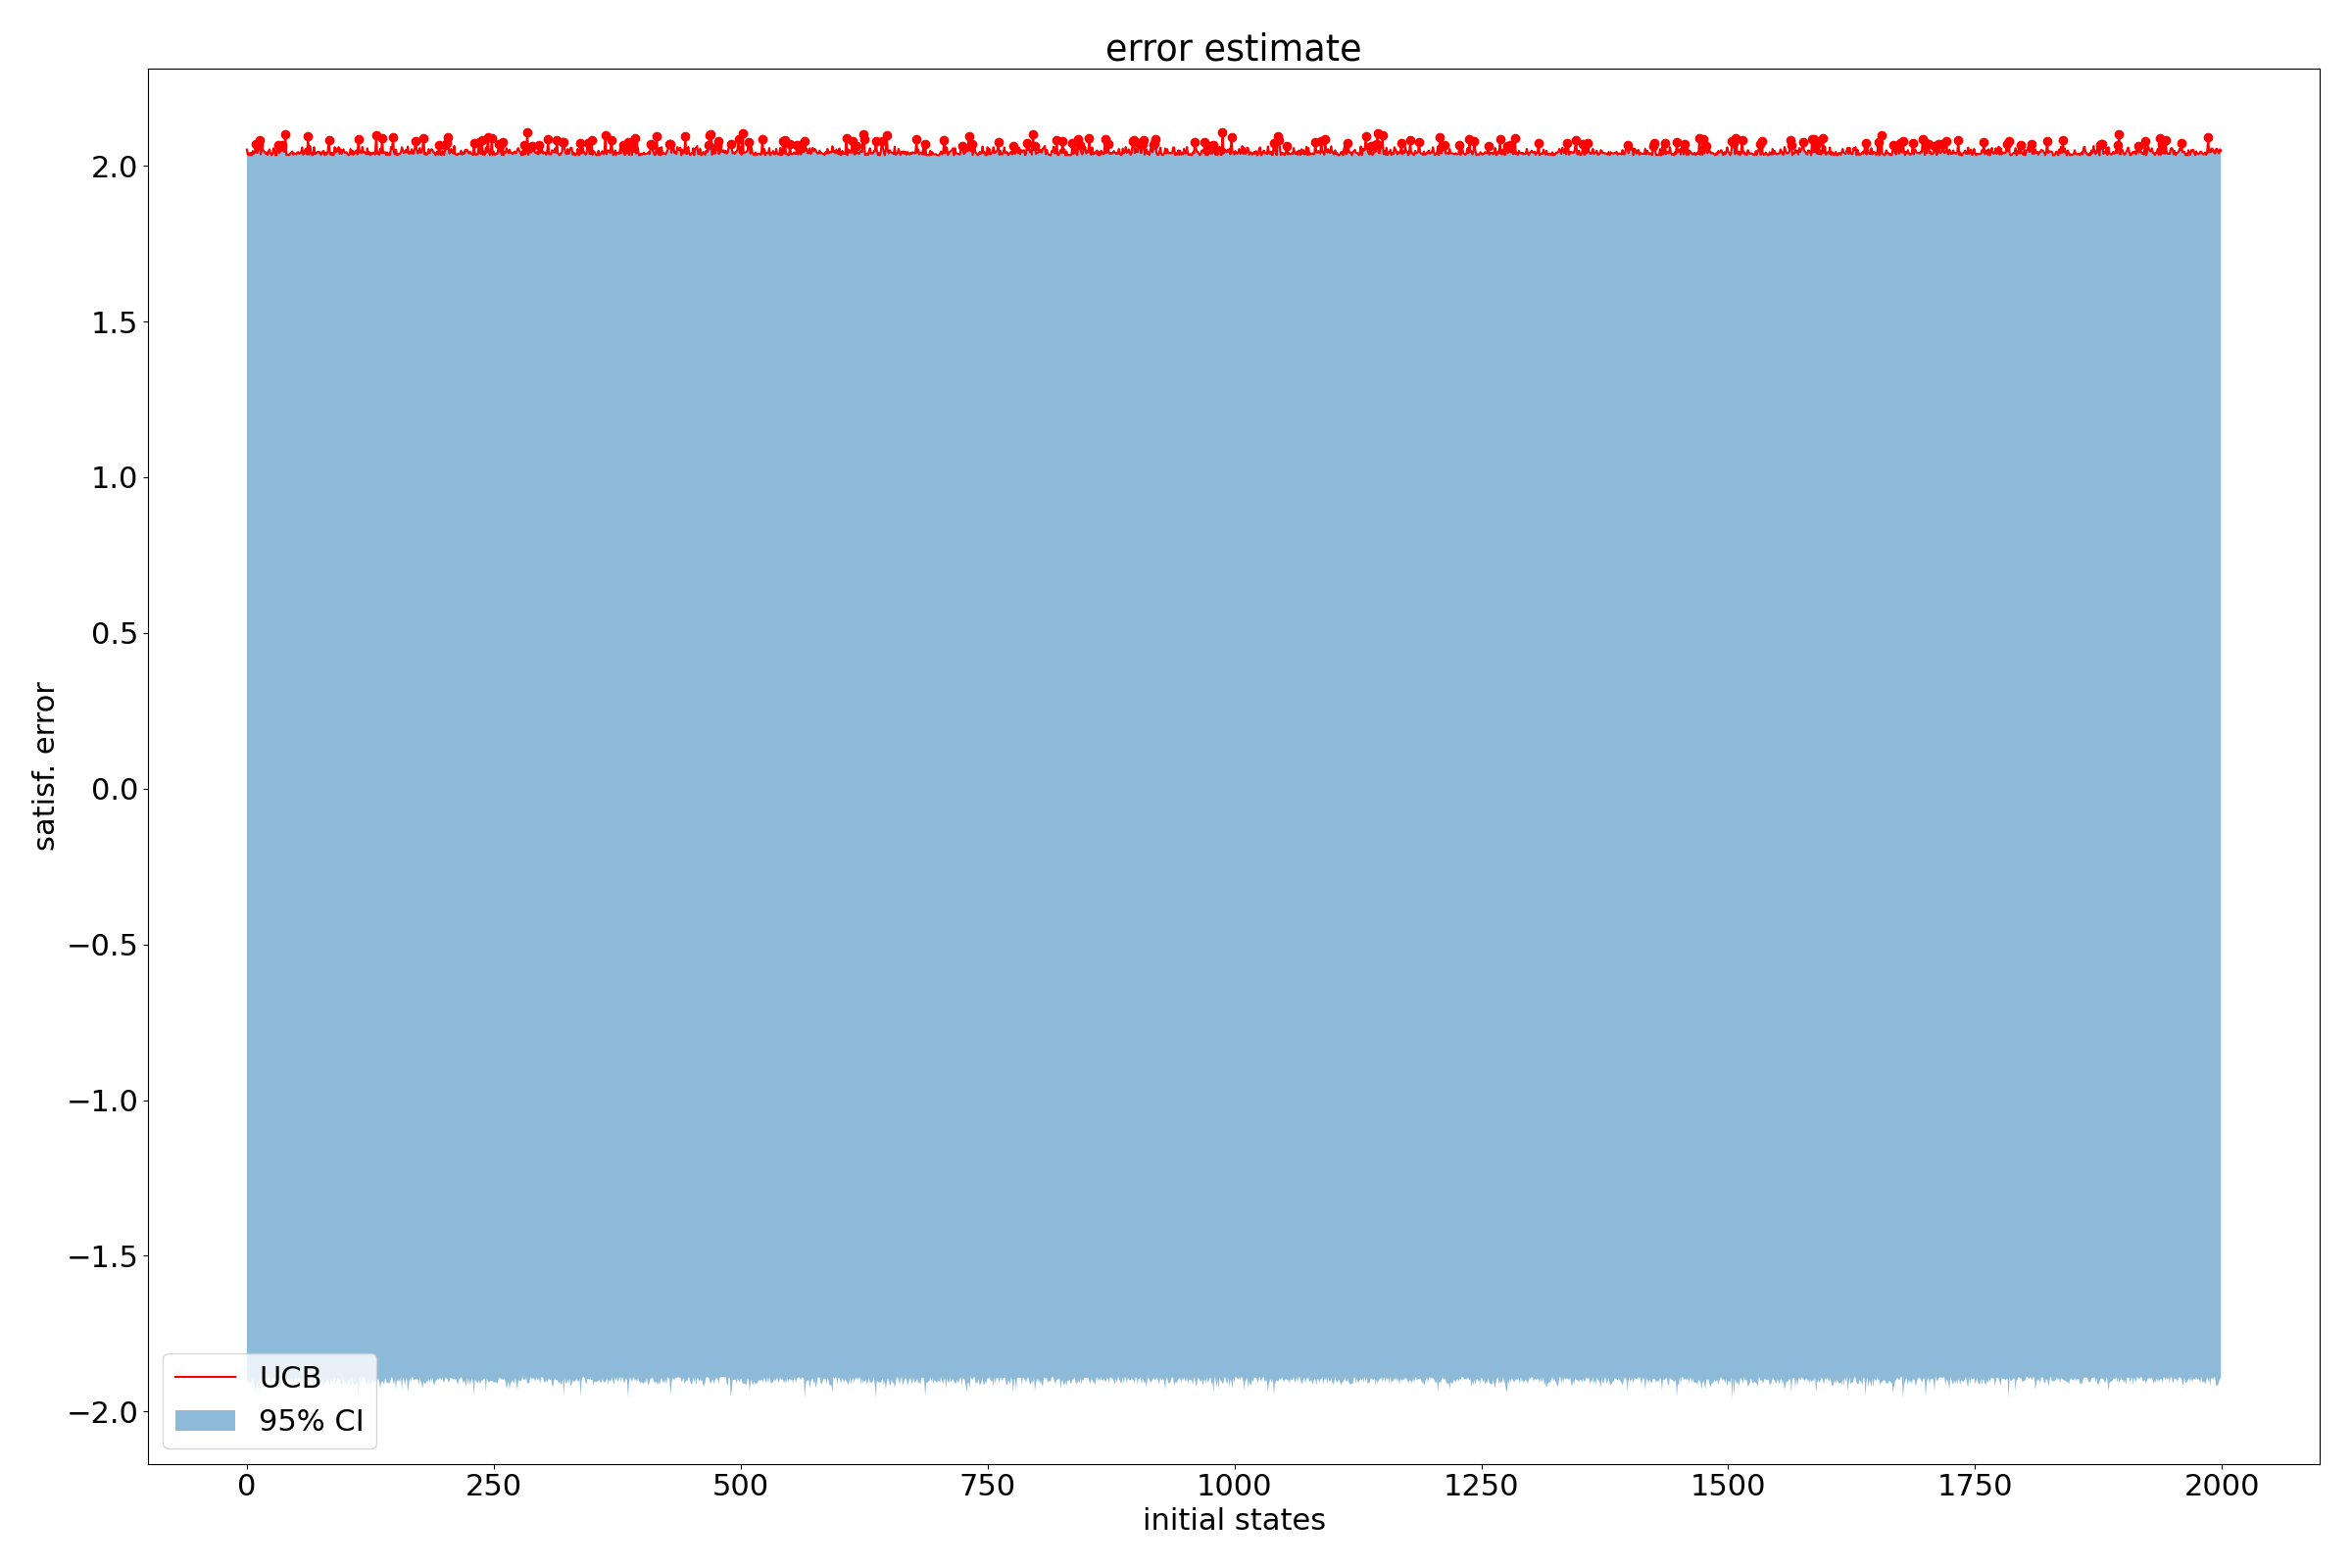 error estimate
2.0
1.5
1.0
0.5
0.0
−0.5
−1.0
−1.5
−2.0
satisf. error
UCB
95% CI
0 250 500 750 1000 1250 1500 1750 2000
initial states